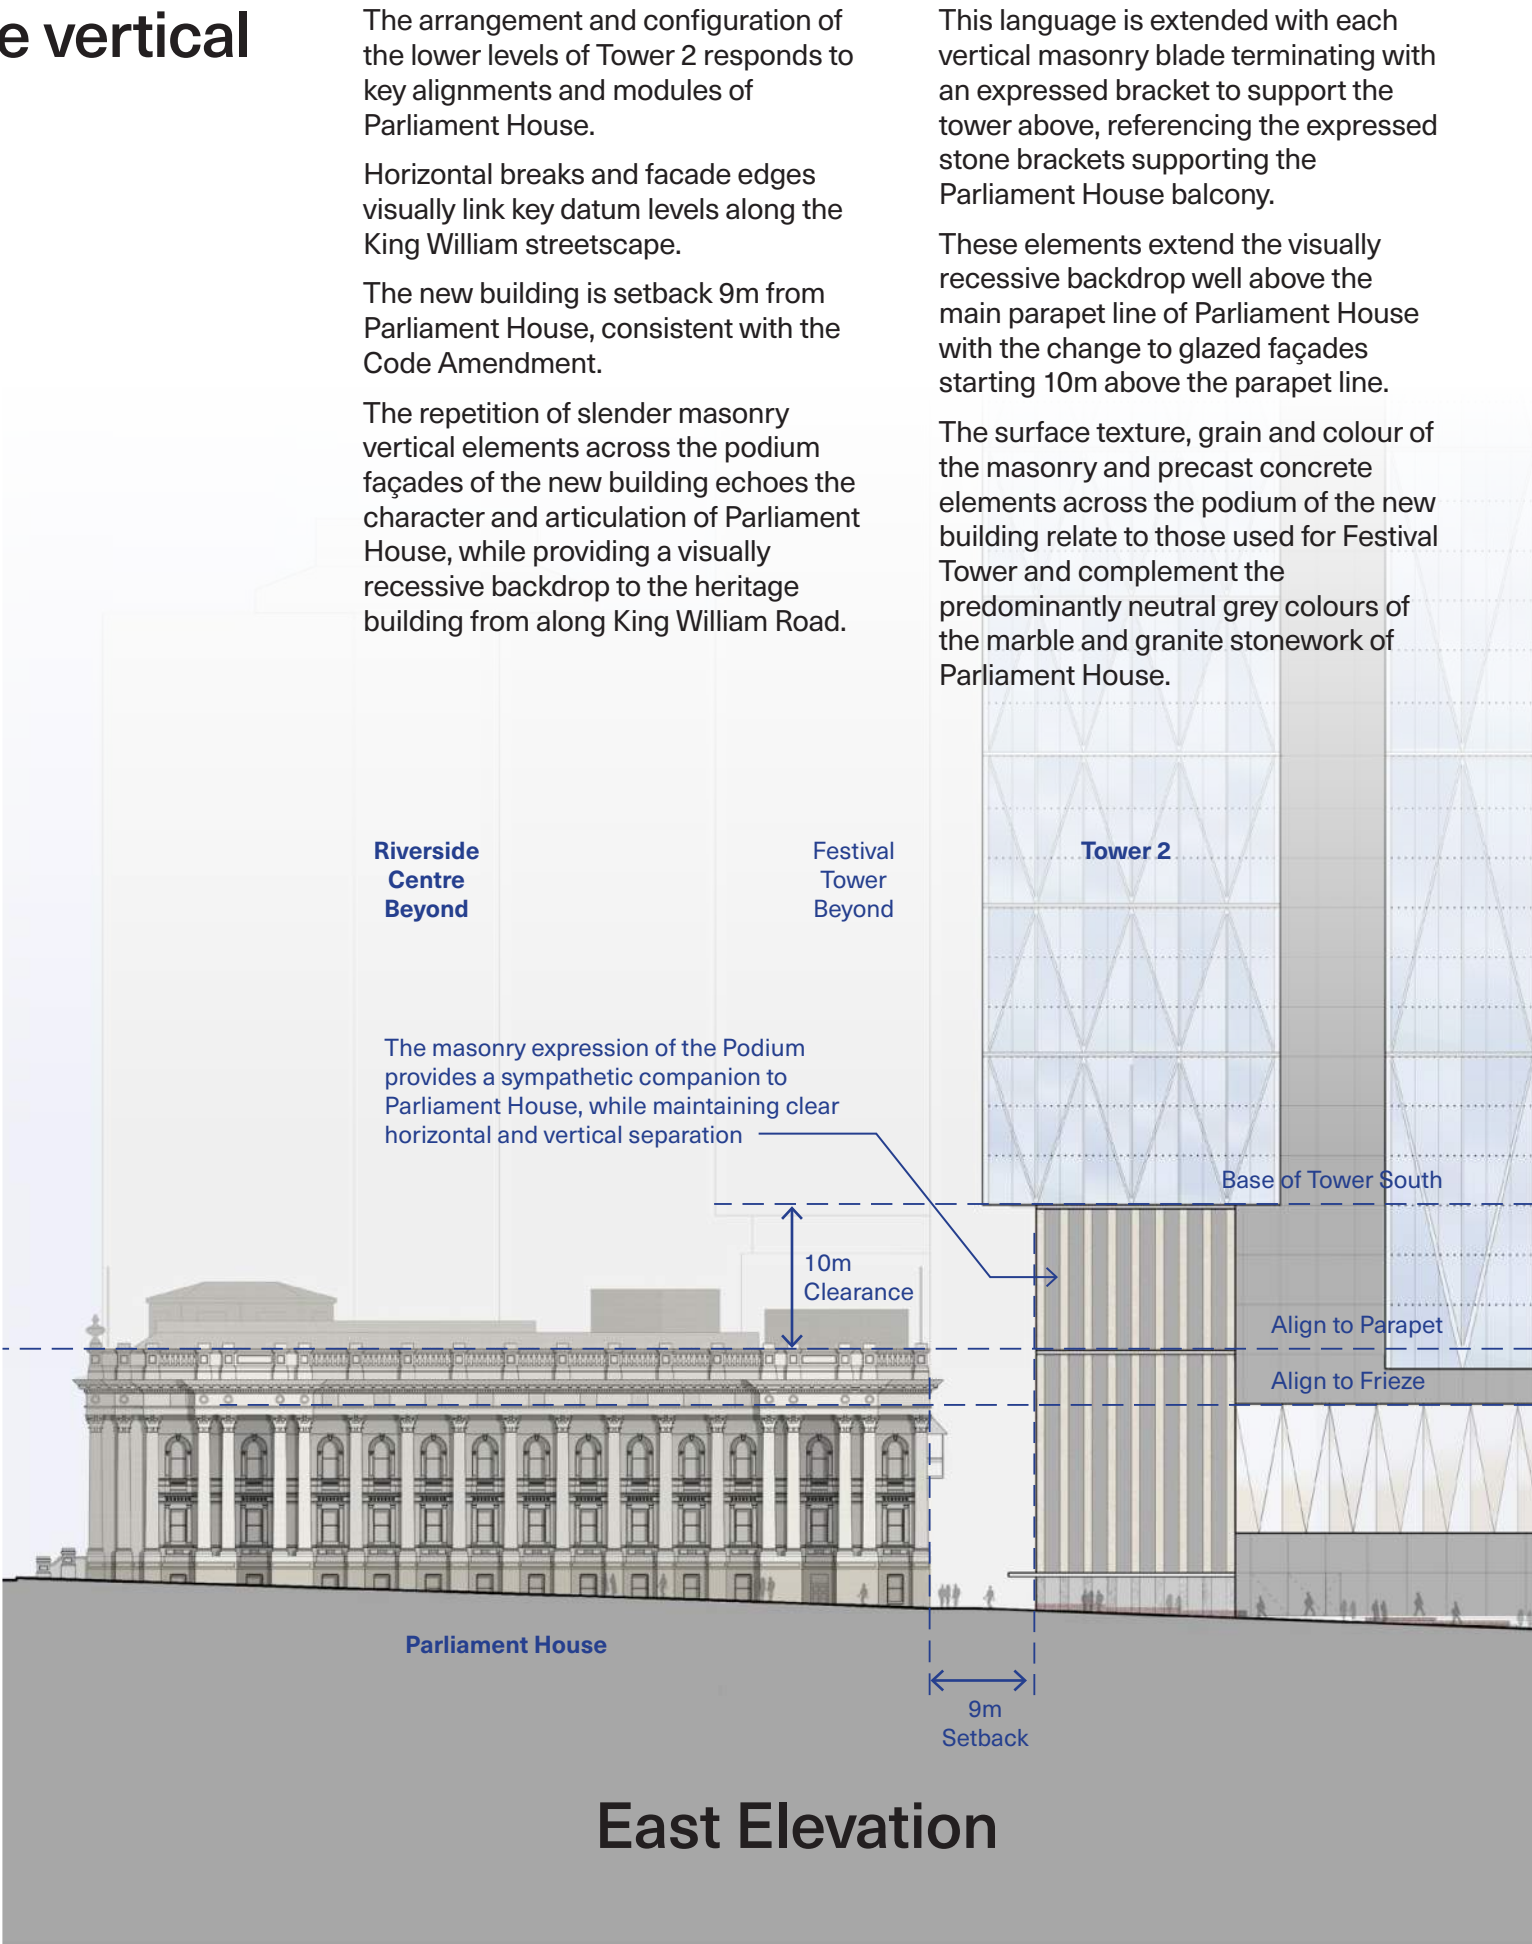 e vertical
The arrangement and configuration of
the lower levels of Tower 2 responds to
key alignments and modules of
Parliament House.
Horizontal breaks and facade edges
visually link key datum levels along the
King William streetscape.
The new building is setback 9m from
Parliament House, consistent with the
Code Amendment.
The repetition of slender masonry
vertical elements across the podium
façades of the new building echoes the
character and articulation of Parliament
House, while providing a visually
recessive backdrop to the heritage
building from along King William Road.
This language is extended with each
vertical masonry blade terminating with
an expressed bracket to support the
tower above, referencing the expressed
stone brackets supporting the
Parliament House balcony.
These elements extend the visually
recessive backdrop well above the
main parapet line of Parliament House
with the change to glazed façades
starting 10m above the parapet line.
The surface texture, grain and colour of
the masonry and precast concrete
elements across the podium of the new
building relate to those used for Festival
Tower and complement the
predominantly neutral grey colours of
the marble and granite stonework of
Parliament House.
Riverside
Centre
Beyond
Festival
Tower
Beyond
Tower 2
The masonry expression of the Podium
provides a sympathetic companion to
Parliament House, while maintaining clear
horizontal and vertical separation
Base of Tower South
10m
Clearance
Align to Parapet
Align to Frieze
Parliament House
9m
Setback
East Elevation